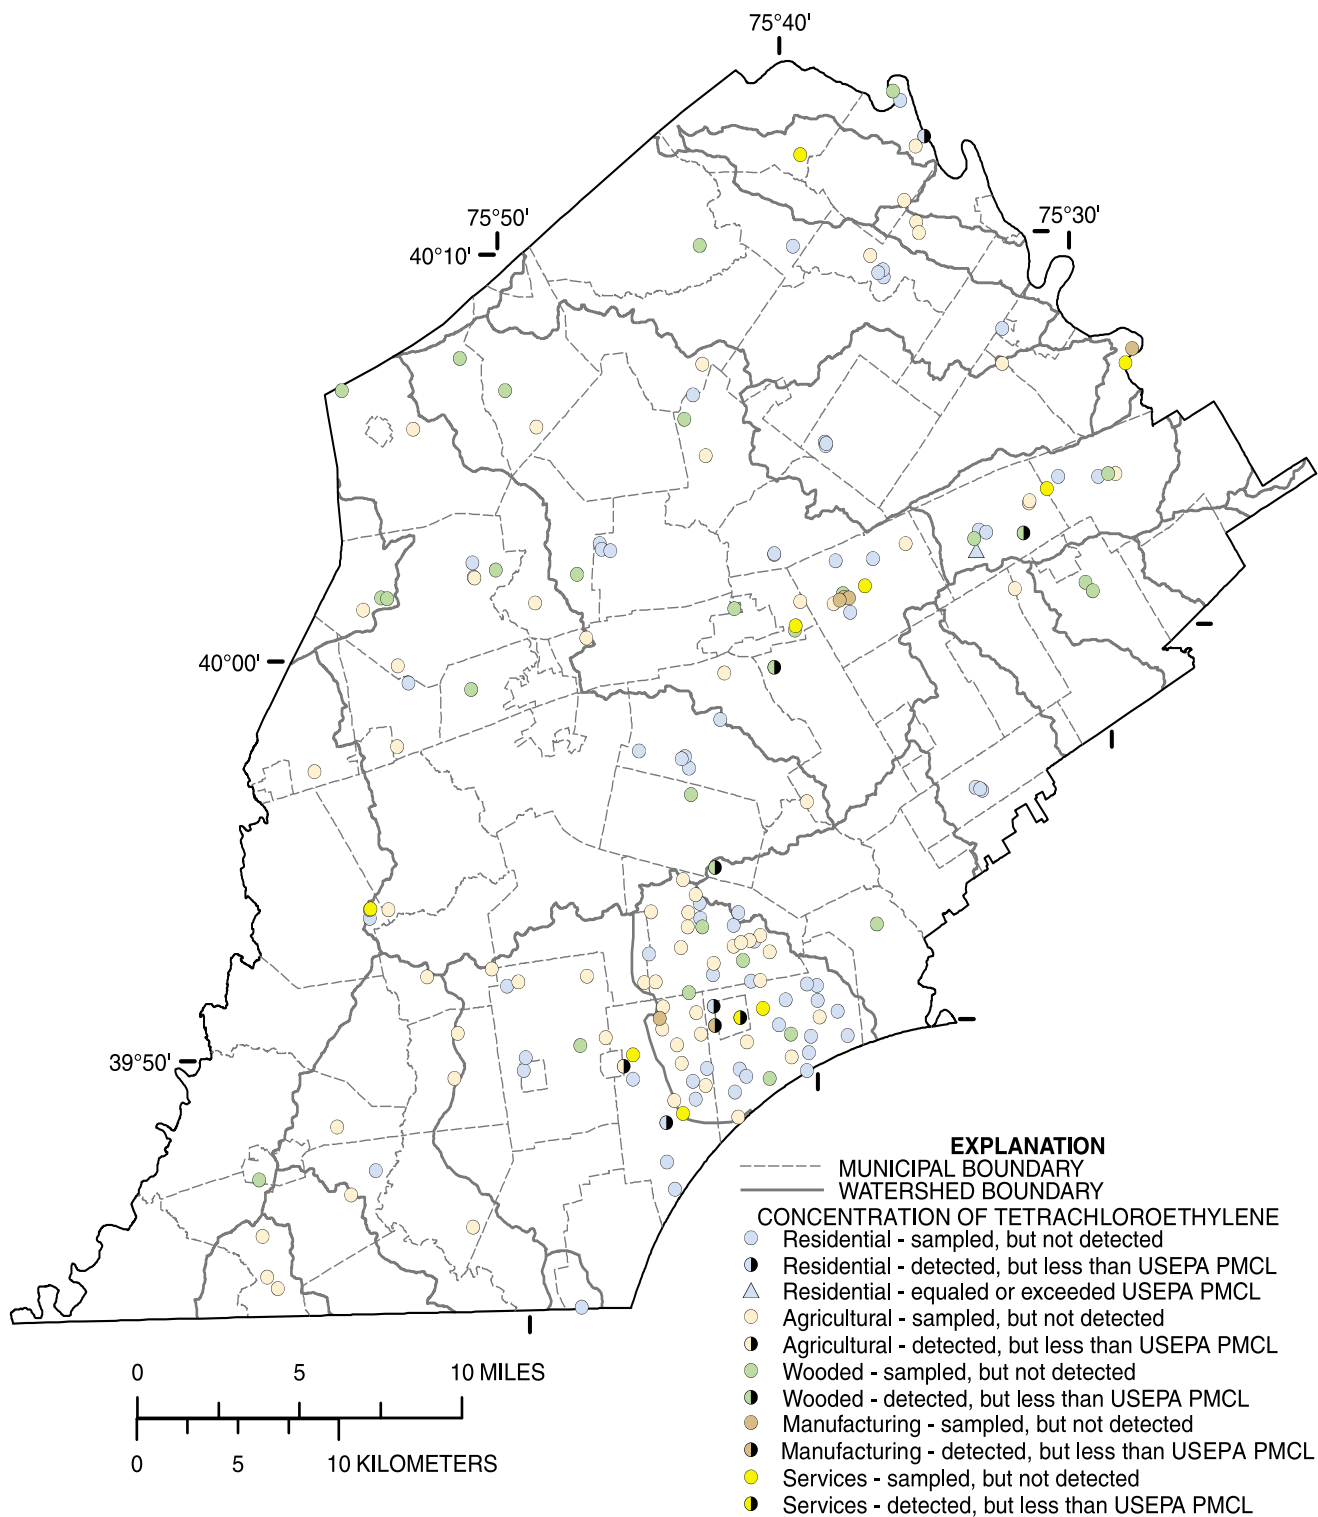 75°40'
75°50'
75°30'
40°10'
40°00'
39°50'
EXPLANATION
MUNICIPAL BOUNDARY
WATERSHED BOUNDARY
CONCENTRATION OF TETRACHLOROETHYLENE
Residential - sampled, but not detected
Residential - detected, but less than USEPA PMCL
Residential - equaled or exceeded USEPA PMCL
Agricultural - sampled, but not detected
Agricultural - detected, but less than USEPA PMCL
Wooded - sampled, but not detected
Wooded - detected, but less than USEPA PMCL
Manufacturing - sampled, but not detected
Manufacturing - detected, but less than USEPA PMCL
Services - sampled, but not detected
Services - detected, but less than USEPA PMCL
0 5 10 MILES
0 5 10 KILOMETERS